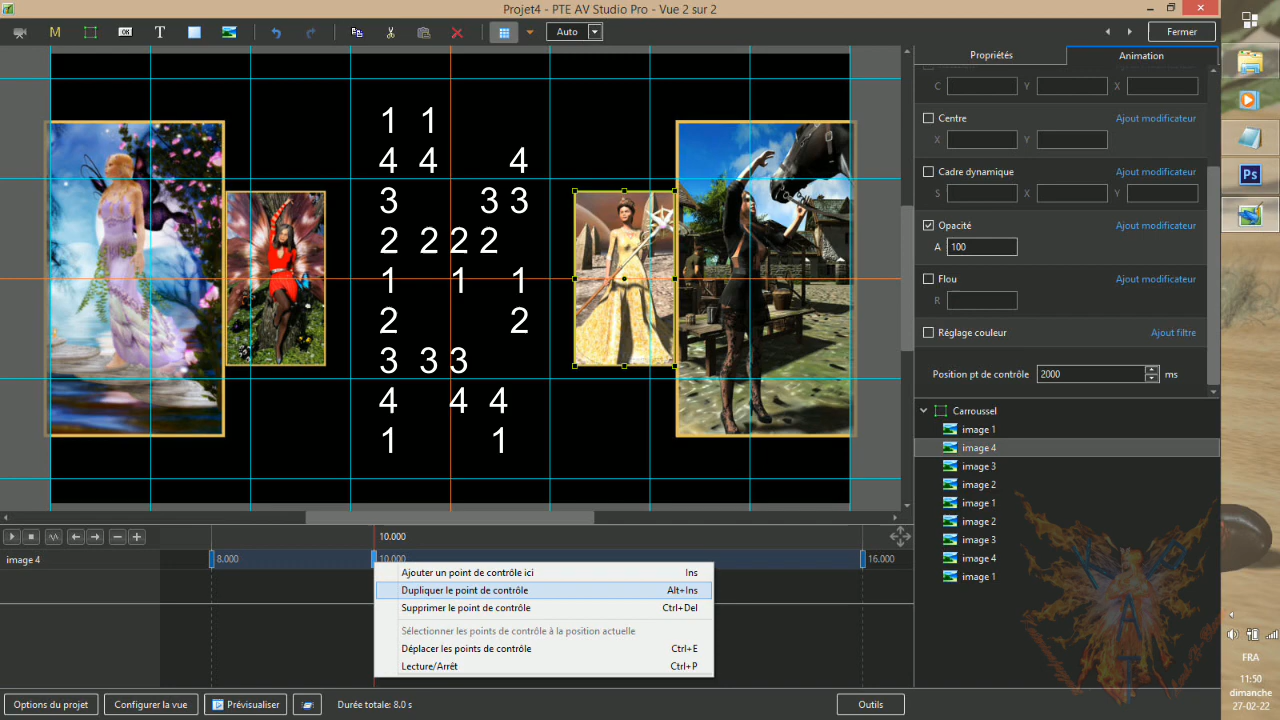 Projet4 - PTE AV Studio Pro - Vue 2 sur 2
M OK T Auto Fermer
Propriétés Animation
C Y X
Centre Ajout modificateur
X Y
Cadre dynamique Ajout modificateur
S X Y
Opacité Ajout modificateur
A 100
Flou Ajout modificateur
R
Réglage couleur Ajout filtre
Position pt de contrôle 2000 ms
1 1
4 4 4
3 3 3
2 2 2 2
1 1 1
2 2
3 3 3
4 4 4
1 1
Carroussel
image 1
image 4
image 3
image 2
image 1
image 2
image 3
image 4
image 1
10.000
image 4 8.000 10.000 16.000
Ajouter un point de contrôle ici Ins
Dupliquer le point de contrôle Alt+Ins
Supprimer le point de contrôle Ctrl+Del
Sélectionner les points de contrôle à la position actuelle
Déplacer les points de contrôle Ctrl+E
Lecture/Arrêt Ctrl+P
Options du projet Configurer la vue Prévisualiser Durée totale: 8.0 s Outils
Ps
FRA
11:50
dimanche
27-02-22